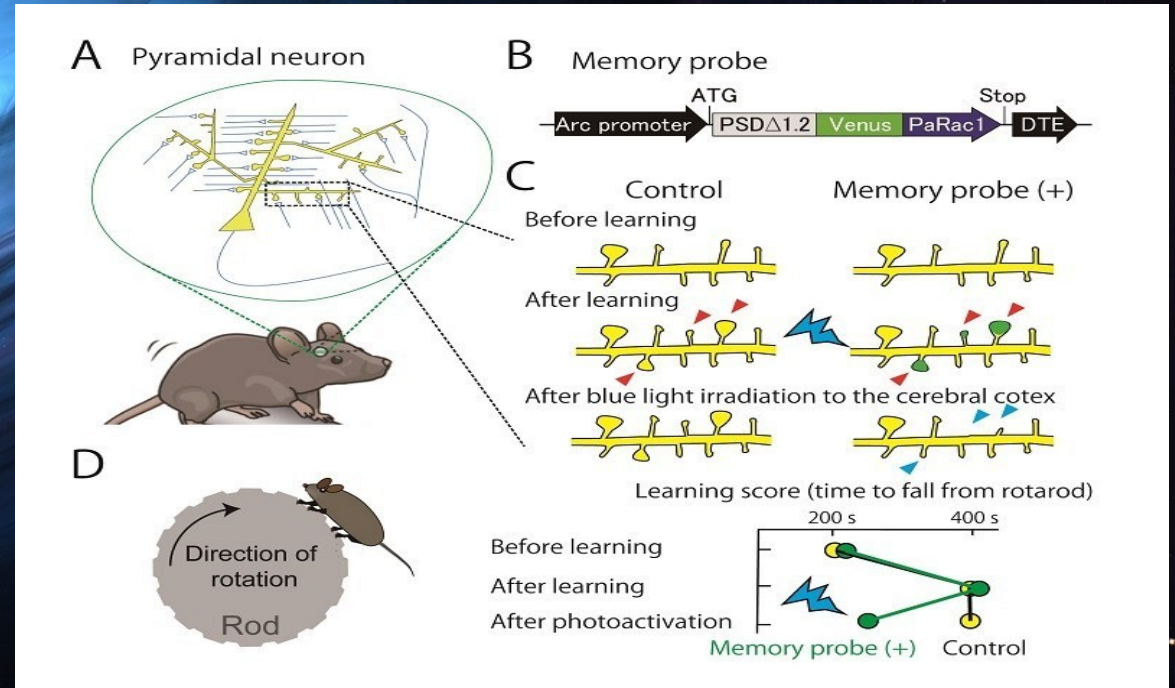 A Pyramidal neuron
B Memory probe
ATG Stop
Arc promoter PSDΔ1.2 Venus PaRac1 DTE
C Control Memory probe (+)
Before learning
After learning
After blue light irradiation to the cerebral cotex
D
Direction of
rotation
Rod
Learning score (time to fall from rotarod)
200 s 400 s
Before learning
After learning
After photoactivation
Memory probe (+) Control